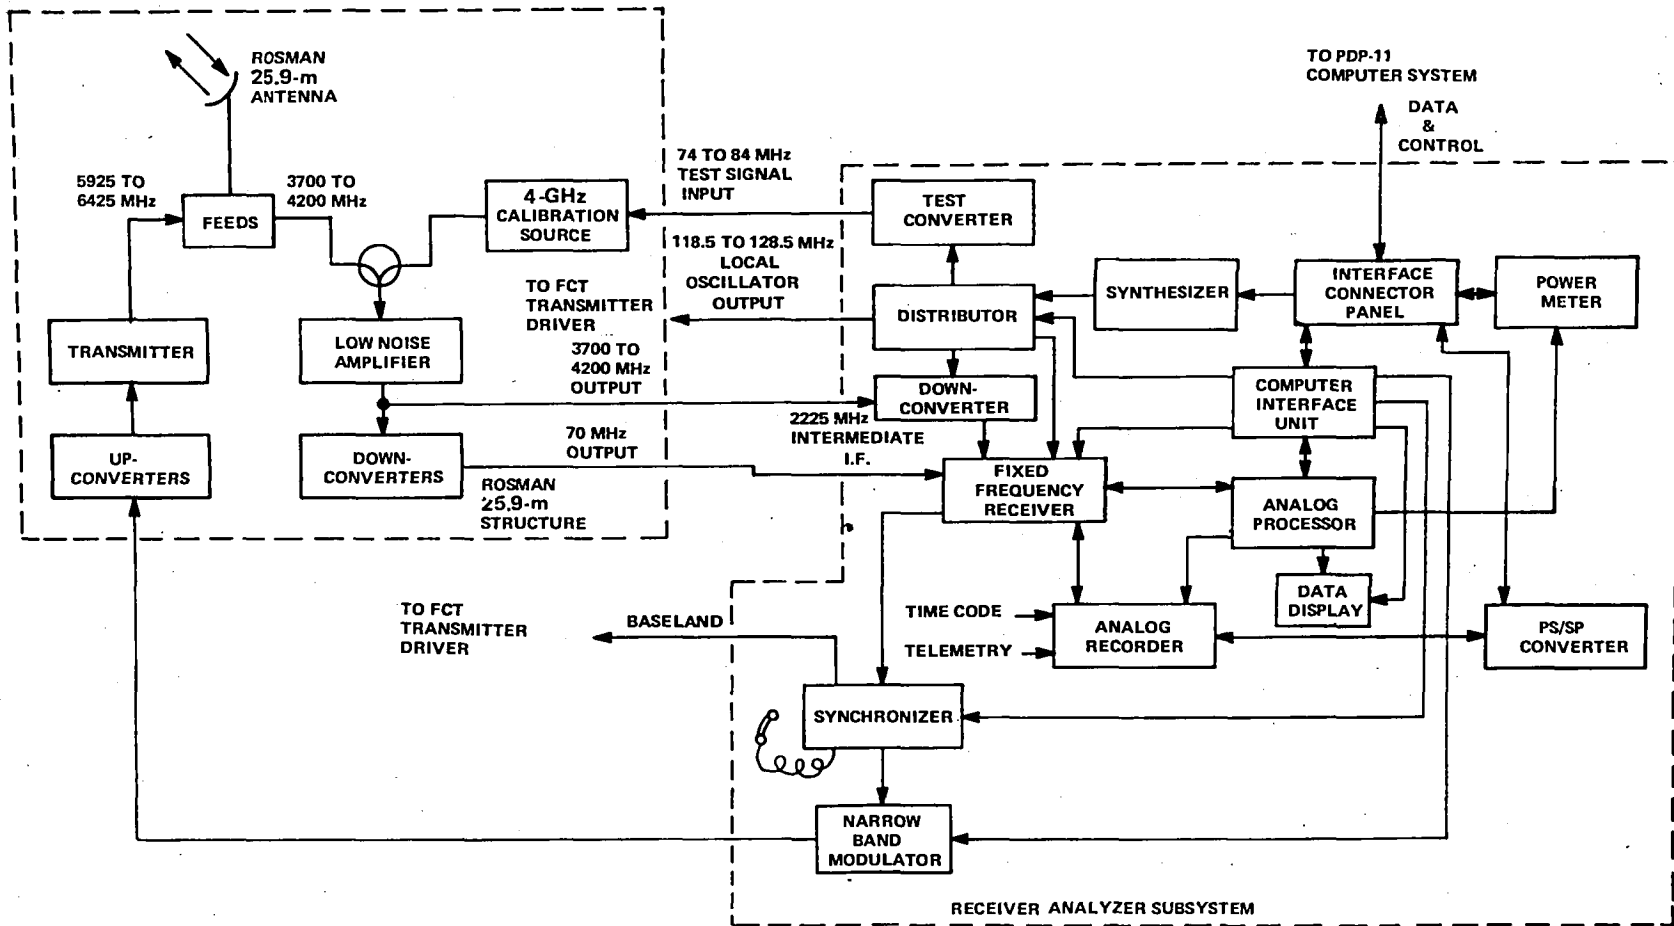 ROSMAN
25.9-m
ANTENNA
5925 TO
6425 MHz
FEEDS
3700 TO
4200 MHz
4-GHz
CALIBRATION
SOURCE
TRANSMITTER
LOW NOISE
AMPLIFIER
UP-
CONVERTERS
DOWN-
CONVERTERS
ROSMAN
25.9-m
STRUCTURE
74 TO 84 MHz
TEST SIGNAL
INPUT
118.5 TO 128.5 MHz
LOCAL
OSCILLATOR
OUTPUT
TO FCT
TRANSMITTER
DRIVER
3700 TO
4200 MHz
OUTPUT
70 MHz
OUTPUT
2225 MHz
INTERMEDIATE
I.F.
TO PDP-11
COMPUTER SYSTEM
DATA
&
CONTROL
TEST
CONVERTER
DISTRIBUTOR
SYNTHESIZER
INTERFACE
CONNECTOR
PANEL
POWER
METER
DOWN-
CONVERTER
COMPUTER
INTERFACE
UNIT
FIXED
FREQUENCY
RECEIVER
ANALOG
PROCESSOR
DATA
DISPLAY
TIME CODE
TELEMETRY
ANALOG
RECORDER
PS/SP
CONVERTER
TO FCT
TRANSMITTER
DRIVER
BASELAND
SYNCHRONIZER
NARROW
BAND
MODULATOR
RECEIVER ANALYZER SUBSYSTEM